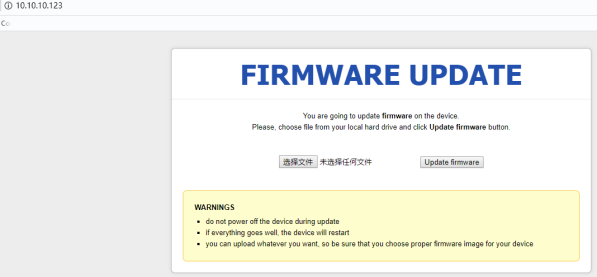 10.10.10.123
FIRMWARE UPDATE
You are going to update firmware on the device.
Please, choose file from your local hard drive and click Update firmware button.
选择文件 未选择任何文件 Update firmware
WARNINGS
do not power off the device during update
if everything goes well, the device will restart
you can upload whatever you want, so be sure that you choose proper firmware image for your device